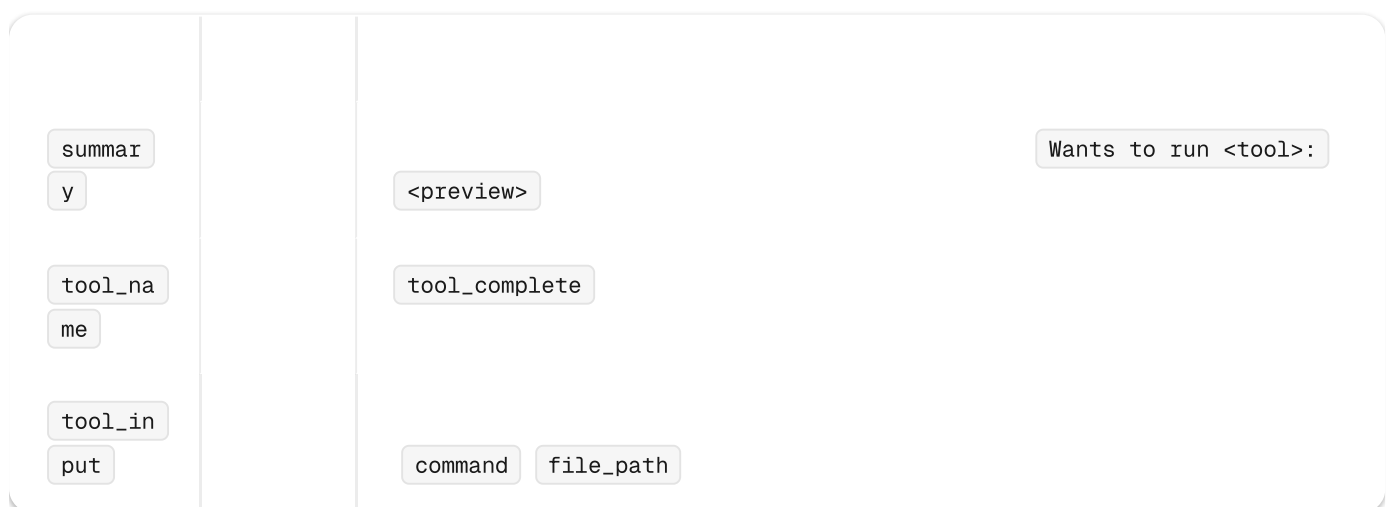 summar Wants to run <tool>:
y <preview>
tool_na tool_complete
me
tool_in
put command file_path